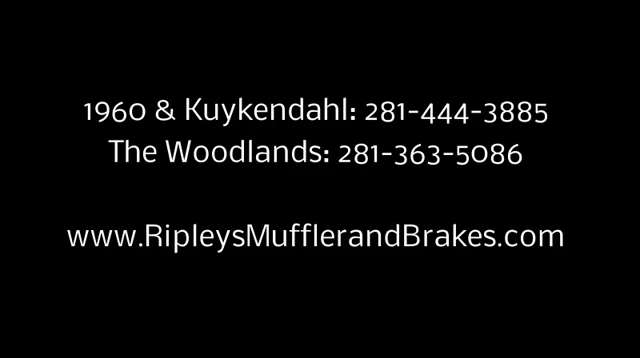 1960 & Kuykendahl: 281-444-3885
The Woodlands: 281-363-5086
www.RipleysMufflerandBrakes.com